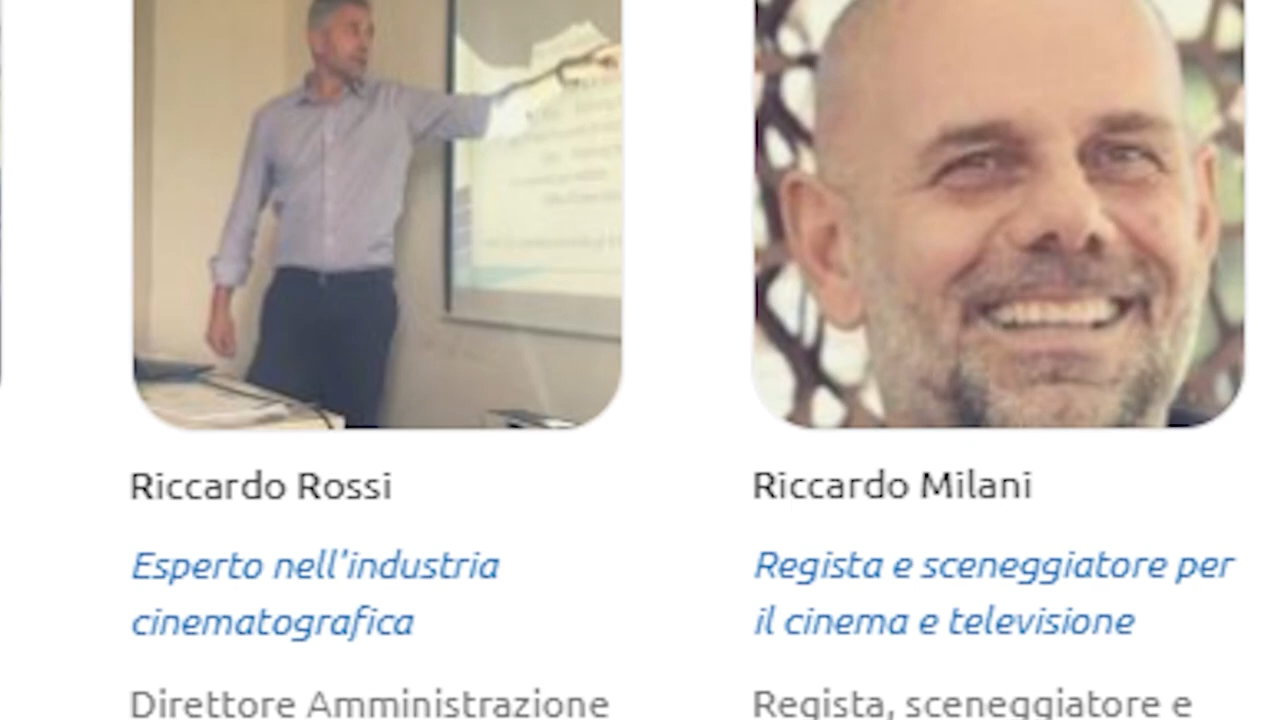 Riccardo Rossi
Esperto nell'industria
cinematografica
Direttore Amministrazione
Riccardo Milani
Regista e sceneggiatore per
il cinema e televisione
Regista, sceneggiatore e